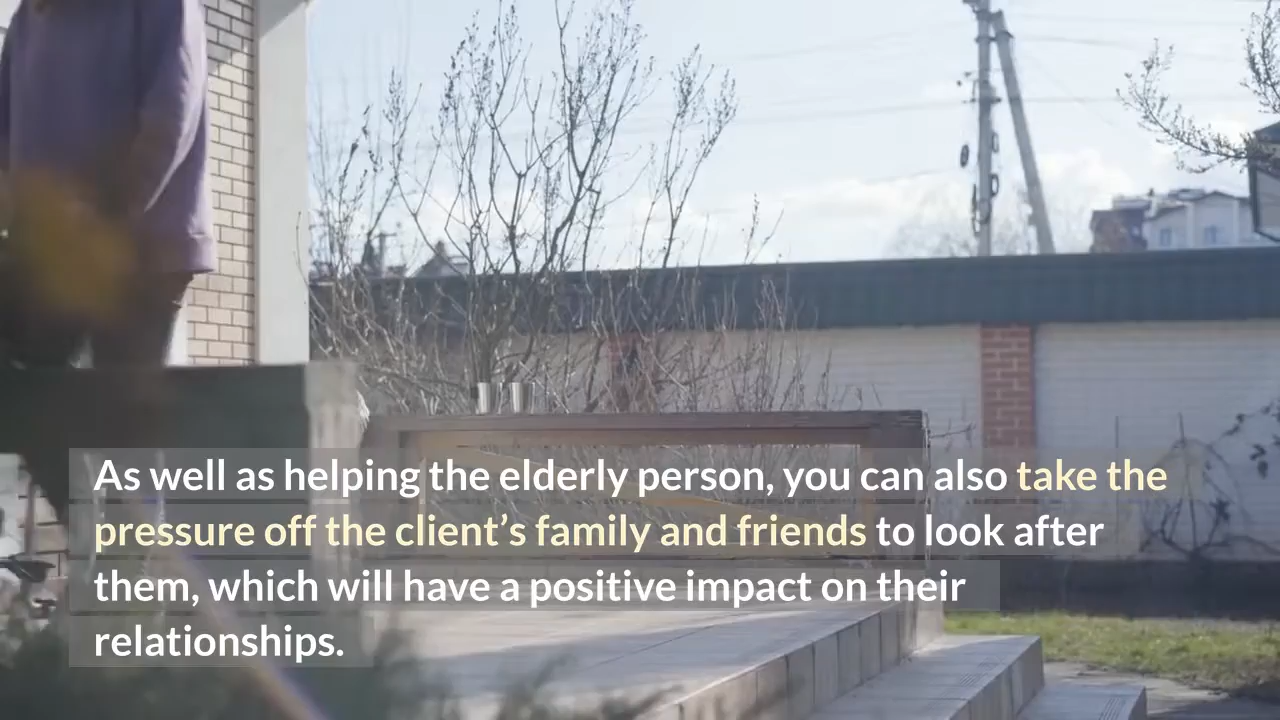 As well as helping the elderly person, you can also take the
pressure off the client’s family and friends to look after
them, which will have a positive impact on their
relationships.